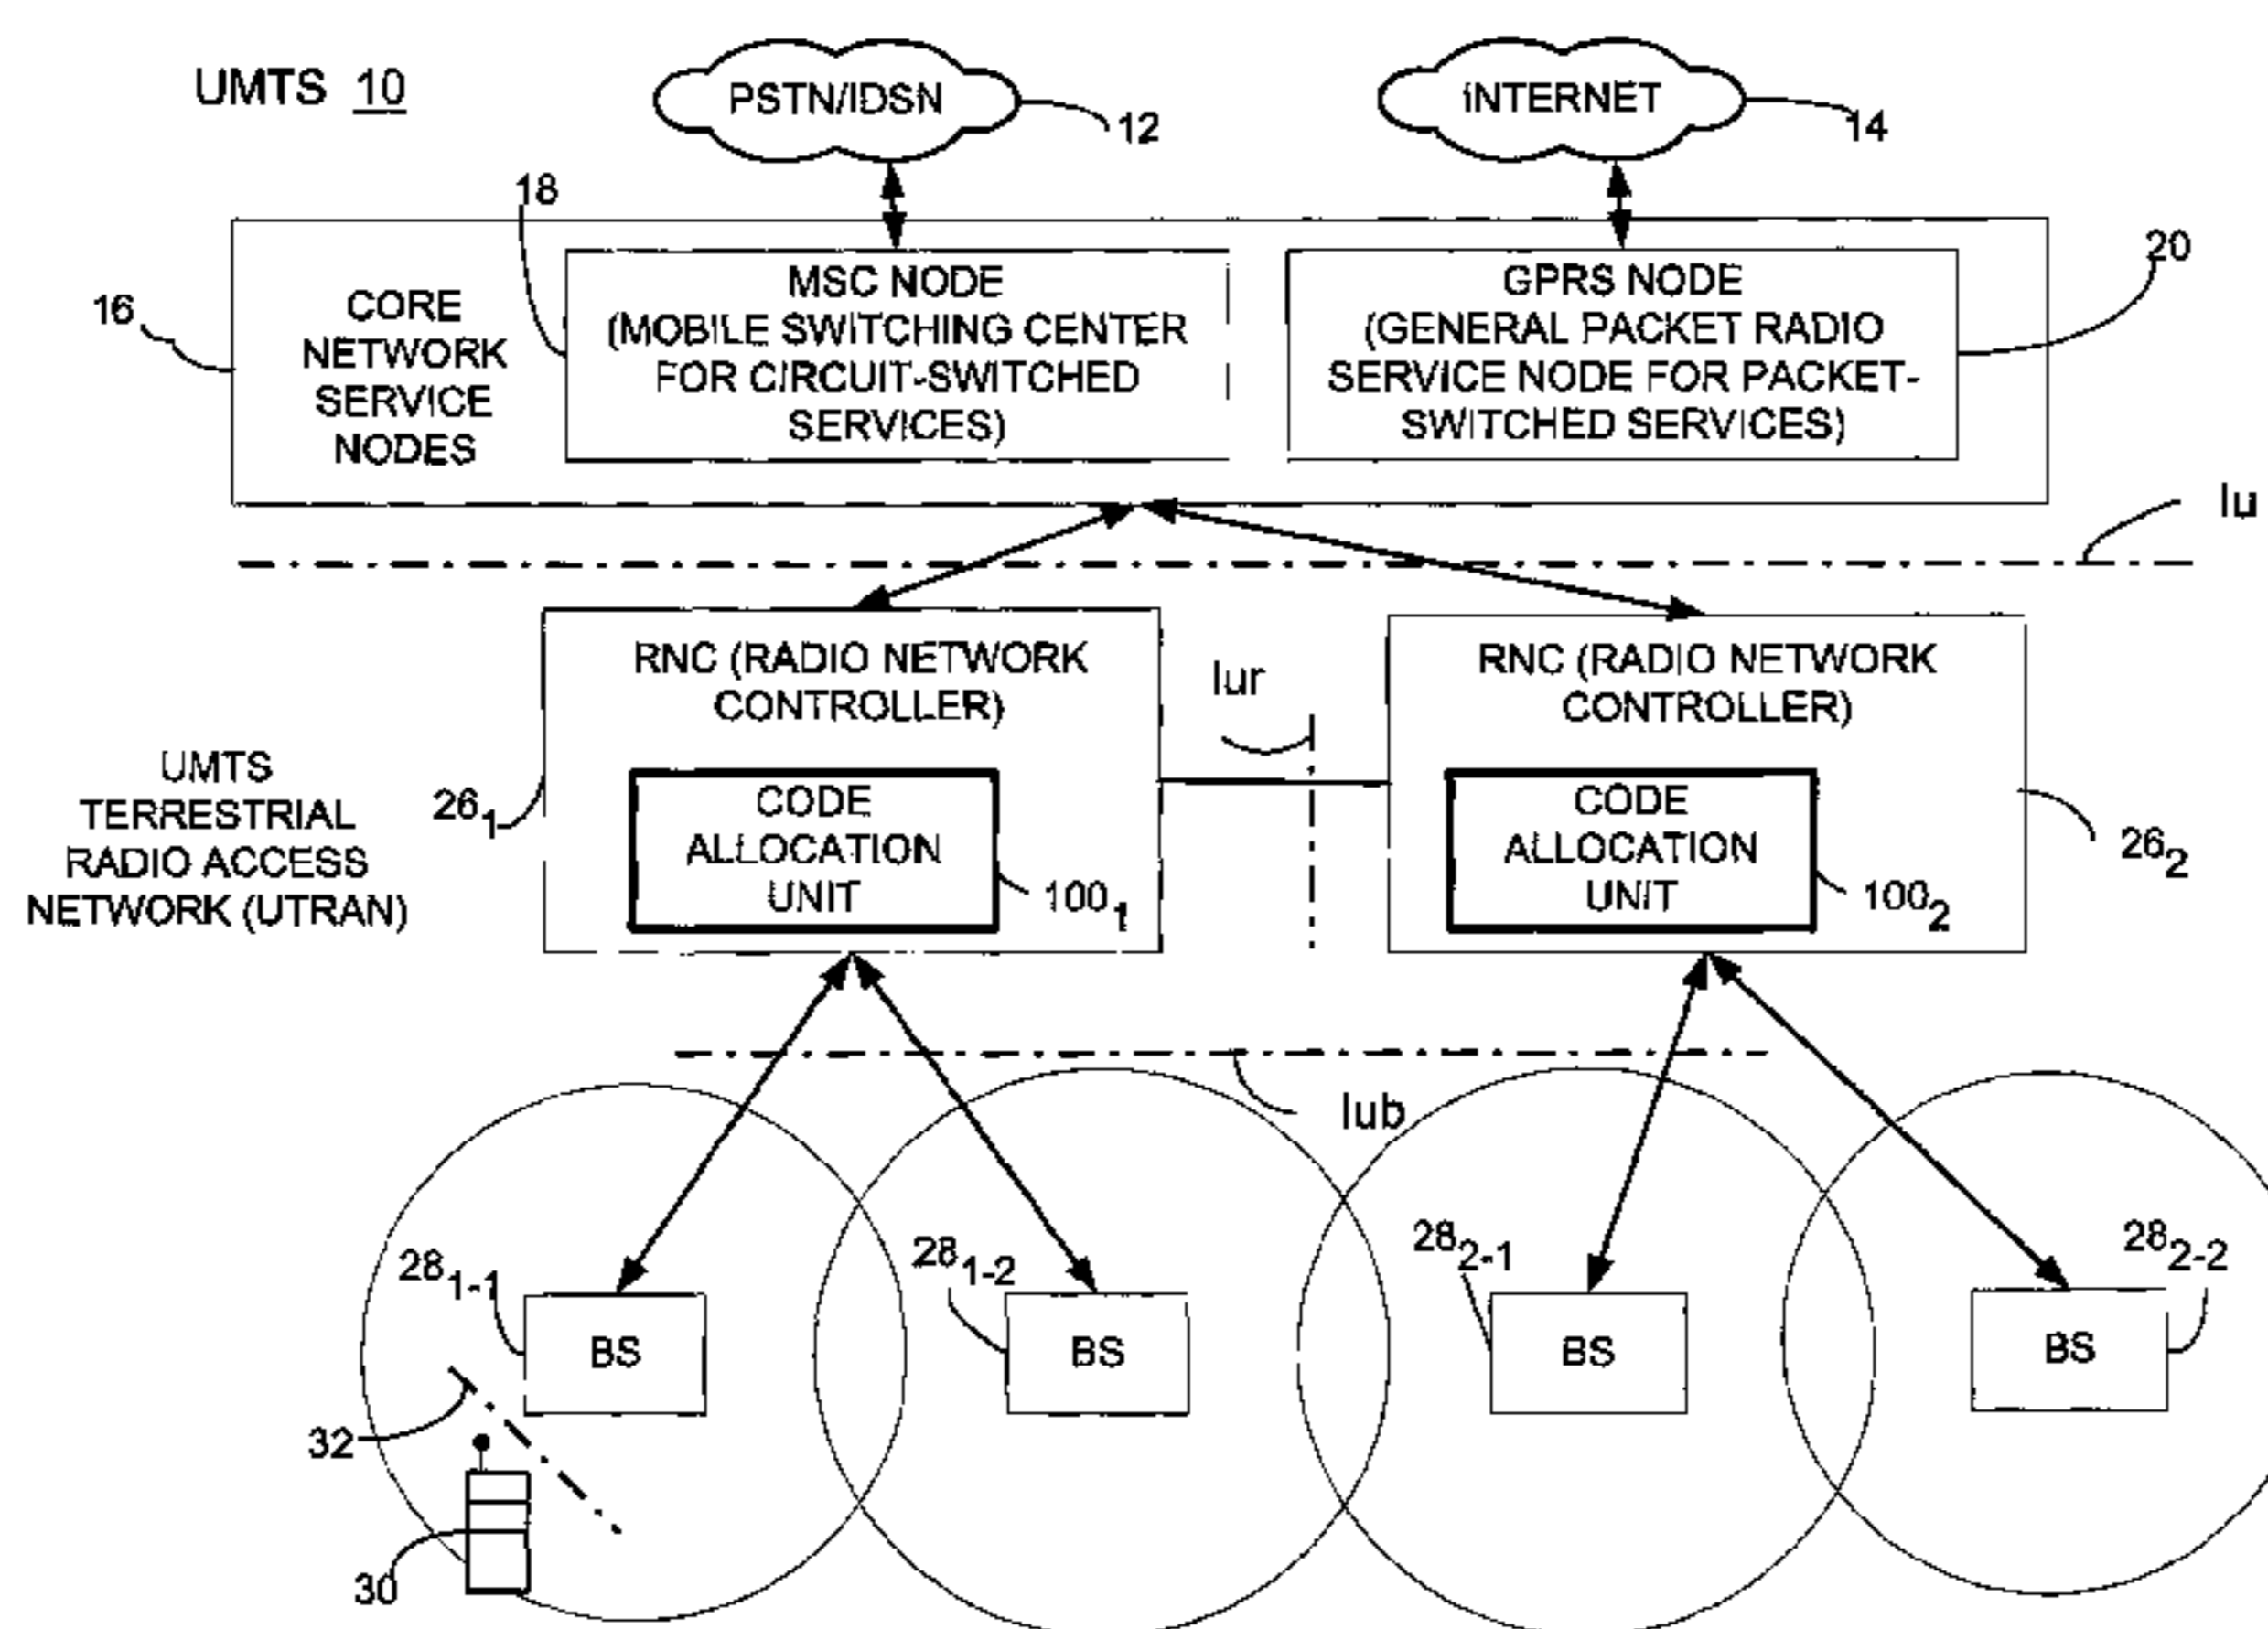 UMTS 10
PSTN/IDSN
12
INTERNET
14
18
20
16
CORE
NETWORK
SERVICE
NODES
MSC NODE
(MOBILE SWITCHING CENTER
FOR CIRCUIT-SWITCHED
SERVICES)
GPRS NODE
(GENERAL PACKET RADIO
SERVICE NODE FOR PACKET-
SWITCHED SERVICES)
Iu
RNC (RADIO NETWORK
CONTROLLER)
Iur
RNC (RADIO NETWORK
CONTROLLER)
UMTS
TERRESTRIAL
RADIO ACCESS
NETWORK (UTRAN)
26₁
CODE
ALLOCATION
UNIT
100₁
CODE
ALLOCATION
UNIT
100₂
26₂
Iub
28₁₋₁
BS
28₁₋₂
BS
28₂₋₁
BS
28₂₋₂
BS
32
30